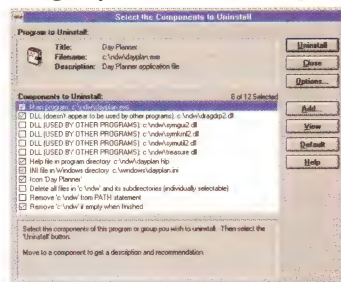 Select the Components to Uninstall
Program to Uninstall:
Title: Day Planner
Filename: c:\ndw\dayplan.exe
Description: Day Planner application file
Uninstall
Close
Options...
Components to Uninstall: 6 of 12 Selected
Main program: c:\ndw\dayplan.exe
DLL (doesn't appear to be used by other programs): c:\ndw\dragdrp2.dll
DLL (USED BY OTHER PROGRAMS): c:\ndw\symgui2.dll
DLL (USED BY OTHER PROGRAMS): c:\ndw\symkrnl2.dll
DLL (USED BY OTHER PROGRAMS): c:\ndw\symutil2.dll
DLL (USED BY OTHER PROGRAMS): c:\ndw\treasure.dll
Help file in program directory: c:\ndw\dayplan.hlp
INI file in Windows directory: c:\windows\dayplan.ini
Icon 'Day Planner'
Delete all files in 'c:\ndw' and its subdirectories (individually selectable)
Remove 'c:\ndw' from PATH statement
Remove 'c:\ndw' if empty when finished
Add...
View
Default
Help
Select the components of this program or group you wish to uninstall. Then select the
'Uninstall' button.
Move to a component to get a description and recommendation.